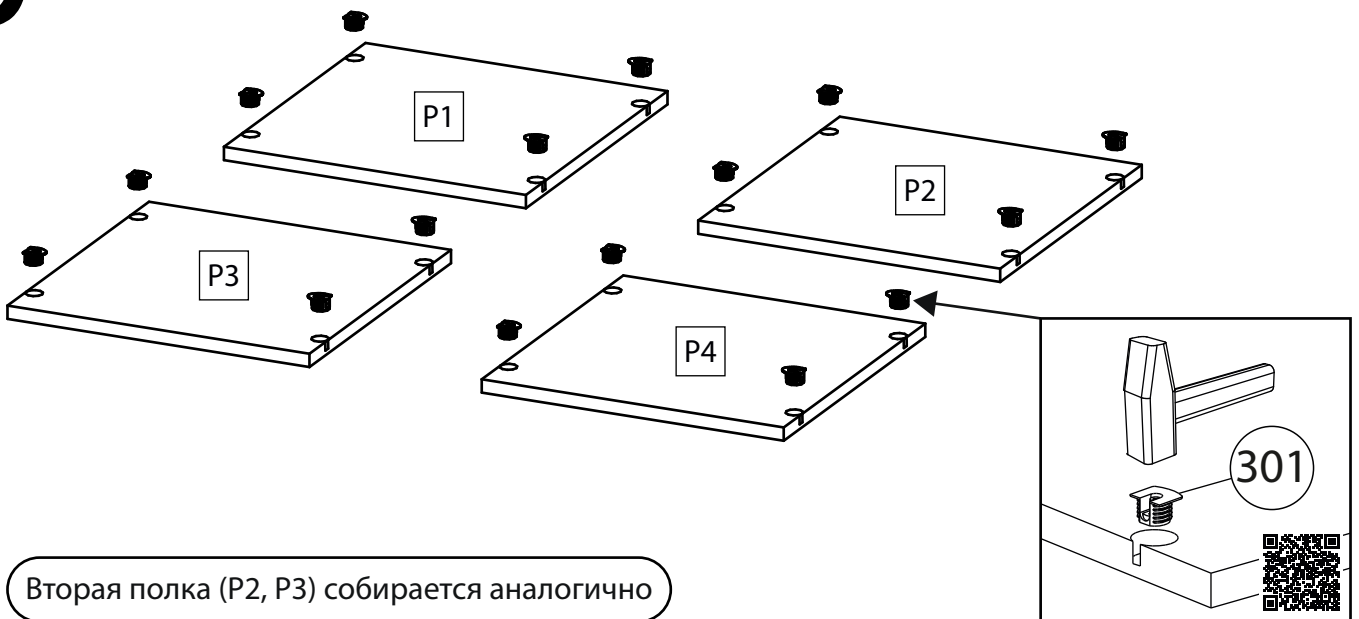 P1
P2
P3
P4
301
Вторая полка (P2, P3) собирается аналогично